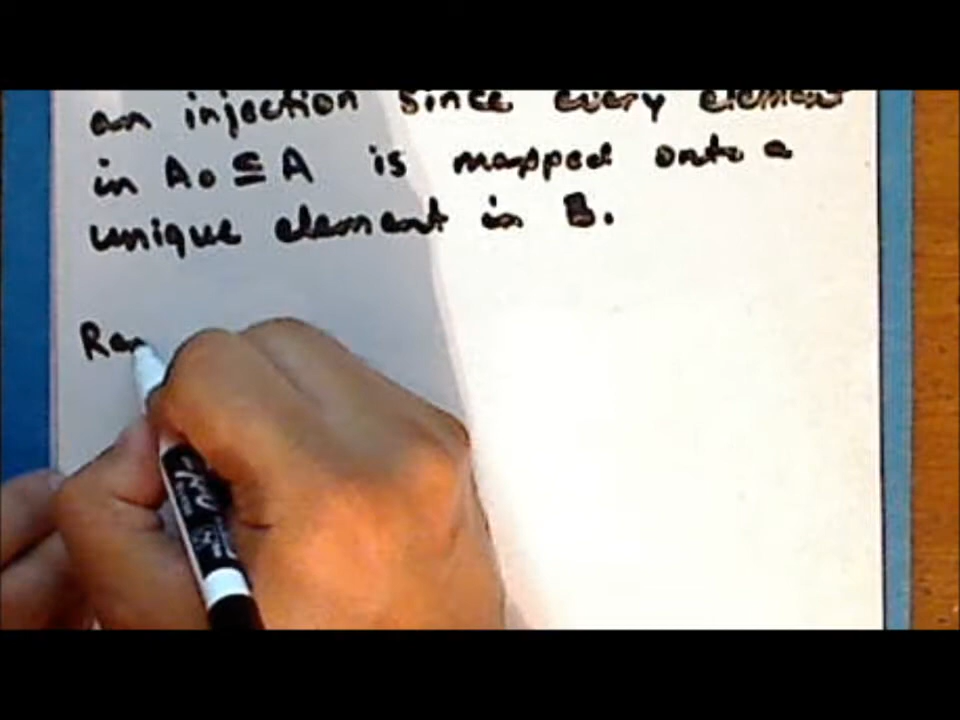 an injection since every element
in A₀ ⊆ A is mapped onto a
unique element in B.